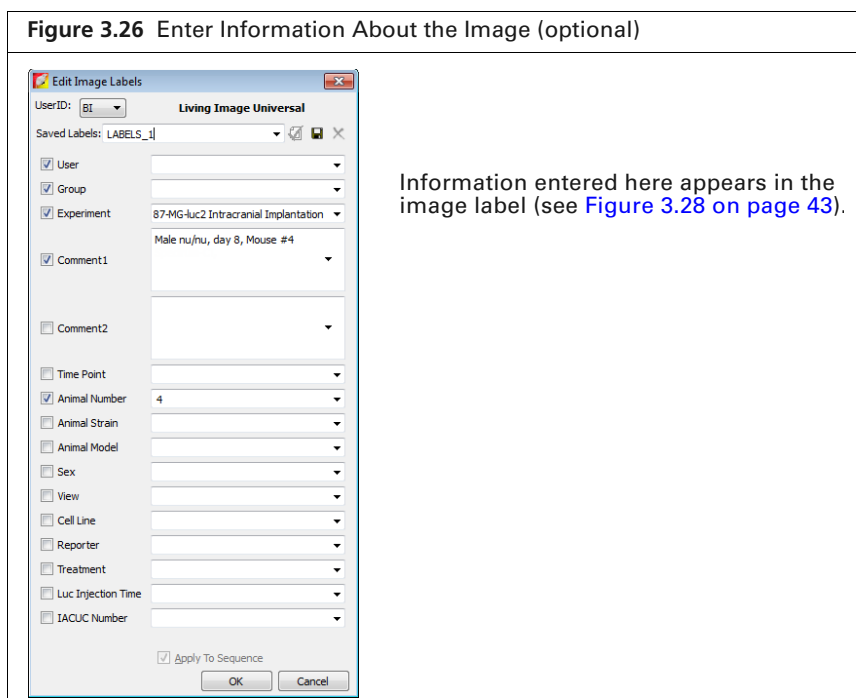 Figure 3.26 Enter Information About the Image (optional)
Edit Image Labels
UserID: BI Living Image Universal
Saved Labels: LABELS_1
User
Group
Experiment 87-MG-luc2 Intracranial Implantation
Male nu/nu, day 8, Mouse #4
Comment1
Comment2
Time Point
Animal Number 4
Animal Strain
Animal Model
Sex
View
Cell Line
Reporter
Treatment
Luc Injection Time
IACUC Number
Apply To Sequence
OK Cancel
Information entered here appears in the
image label (see Figure 3.28 on page 43).